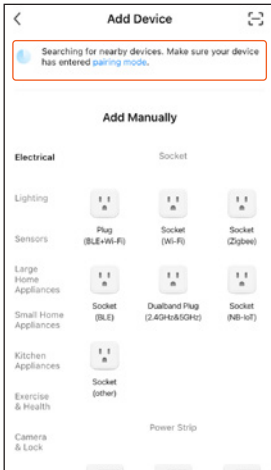 Add Device
Searching for nearby devices. Make sure your device
has entered pairing mode.
Add Manually
Electrical
Lighting
Sensors
Large
Home
Appliances
Small Home
Appliances
Kitchen
Appliances
Exercise
& Health
Camera
& Lock
Socket
Plug
(BLE+Wi-Fi)
Socket
(Wi-Fi)
Socket
(Zigbee)
Socket
(BLE)
Dualband Plug
(2.4GHz&5GHz)
Socket
(NB-IoT)
Socket
(other)
Power Strip